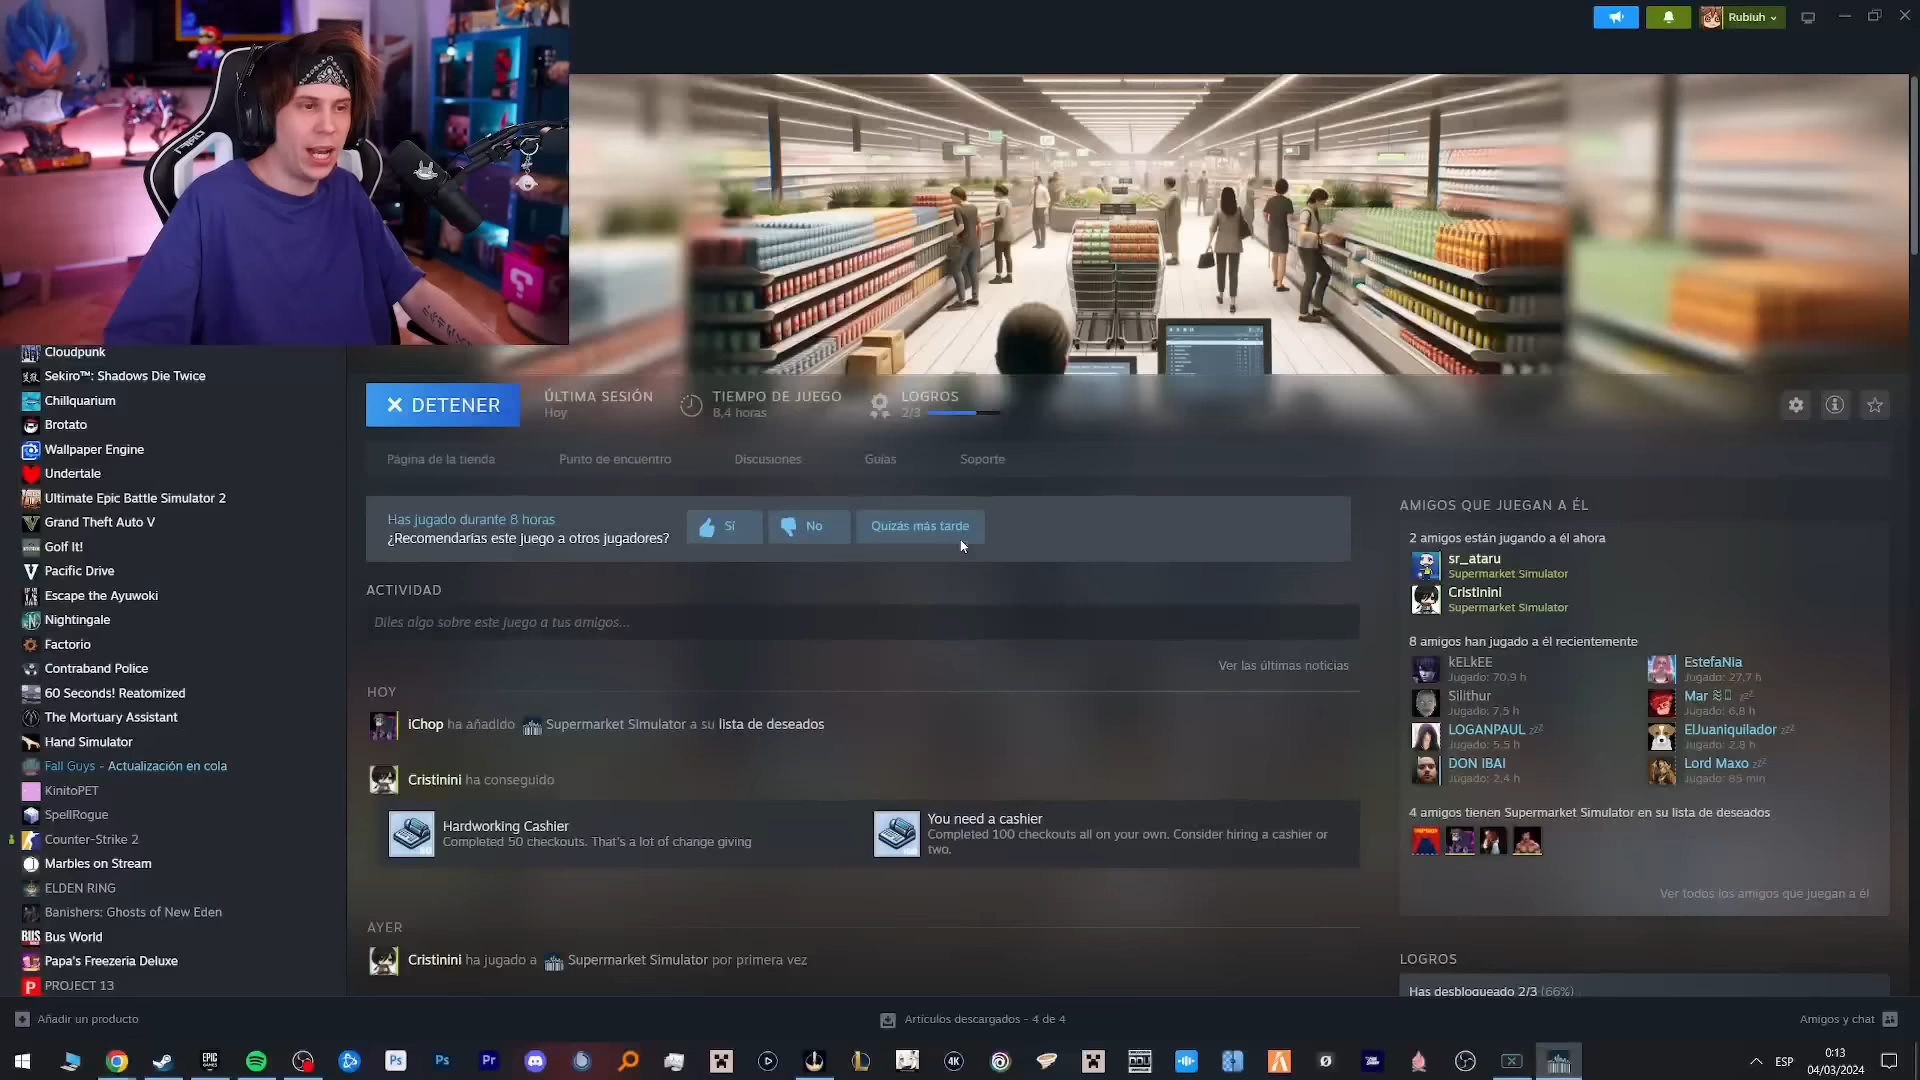 Rubiuh
Cloudpunk
Sekiro™: Shadows Die Twice
Chillquarium
Brotato
Wallpaper Engine
Undertale
Ultimate Epic Battle Simulator 2
Grand Theft Auto V
Golf It!
Pacific Drive
Escape the Ayuwoki
Nightingale
Factorio
Contraband Police
60 Seconds! Reatomized
The Mortuary Assistant
Hand Simulator
Fall Guys - Actualización en cola
KinitoPET
SpellRogue
Counter-Strike 2
Marbles on Stream
ELDEN RING
Banishers: Ghosts of New Eden
Bus World
Papa's Freezeria Deluxe
PROJECT 13
DETENER
ÚLTIMA SESIÓN
Hoy
TIEMPO DE JUEGO
8,4 horas
LOGROS
2/3
Página de la tienda
Punto de encuentro
Discusiones
Guías
Soporte
Has jugado durante 8 horas
¿Recomendarías este juego a otros jugadores?
Sí
No
Quizás más tarde
ACTIVIDAD
Diles algo sobre este juego a tus amigos...
Ver las últimas noticias
HOY
iChop ha añadido Supermarket Simulator a su lista de deseados
Cristinini ha conseguido
Hardworking Cashier
Completed 50 checkouts. That's a lot of change giving
You need a cashier
Completed 100 checkouts all on your own. Consider hiring a cashier or
two.
AYER
Cristinini ha jugado a Supermarket Simulator por primera vez
AMIGOS QUE JUEGAN A ÉL
2 amigos están jugando a él ahora
sr_ataru
Supermarket Simulator
Cristinini
Supermarket Simulator
8 amigos han jugado a él recientemente
kELkEE
Jugado: 70,9 h
EstefaNia
Jugado: 27,7 h
Silithur
Jugado: 7,5 h
Mar
Jugado: 6,8 h
LOGANPAUL zzZ
Jugado: 5,5 h
ElJuaniquilador zzZ
Jugado: 2,8 h
DON IBAI
Jugado: 2,4 h
Lord Maxo zzZ
Jugado: 85 min
4 amigos tienen Supermarket Simulator en su lista de deseados
Ver todos los amigos que juegan a él
LOGROS
Has desbloqueado 2/3 (66%)
Añadir un producto
Artículos descargados - 4 de 4
Amigos y chat
EPIC
GAMES
Ps
Ps
Pr
4K
ESP
0:13
04/03/2024